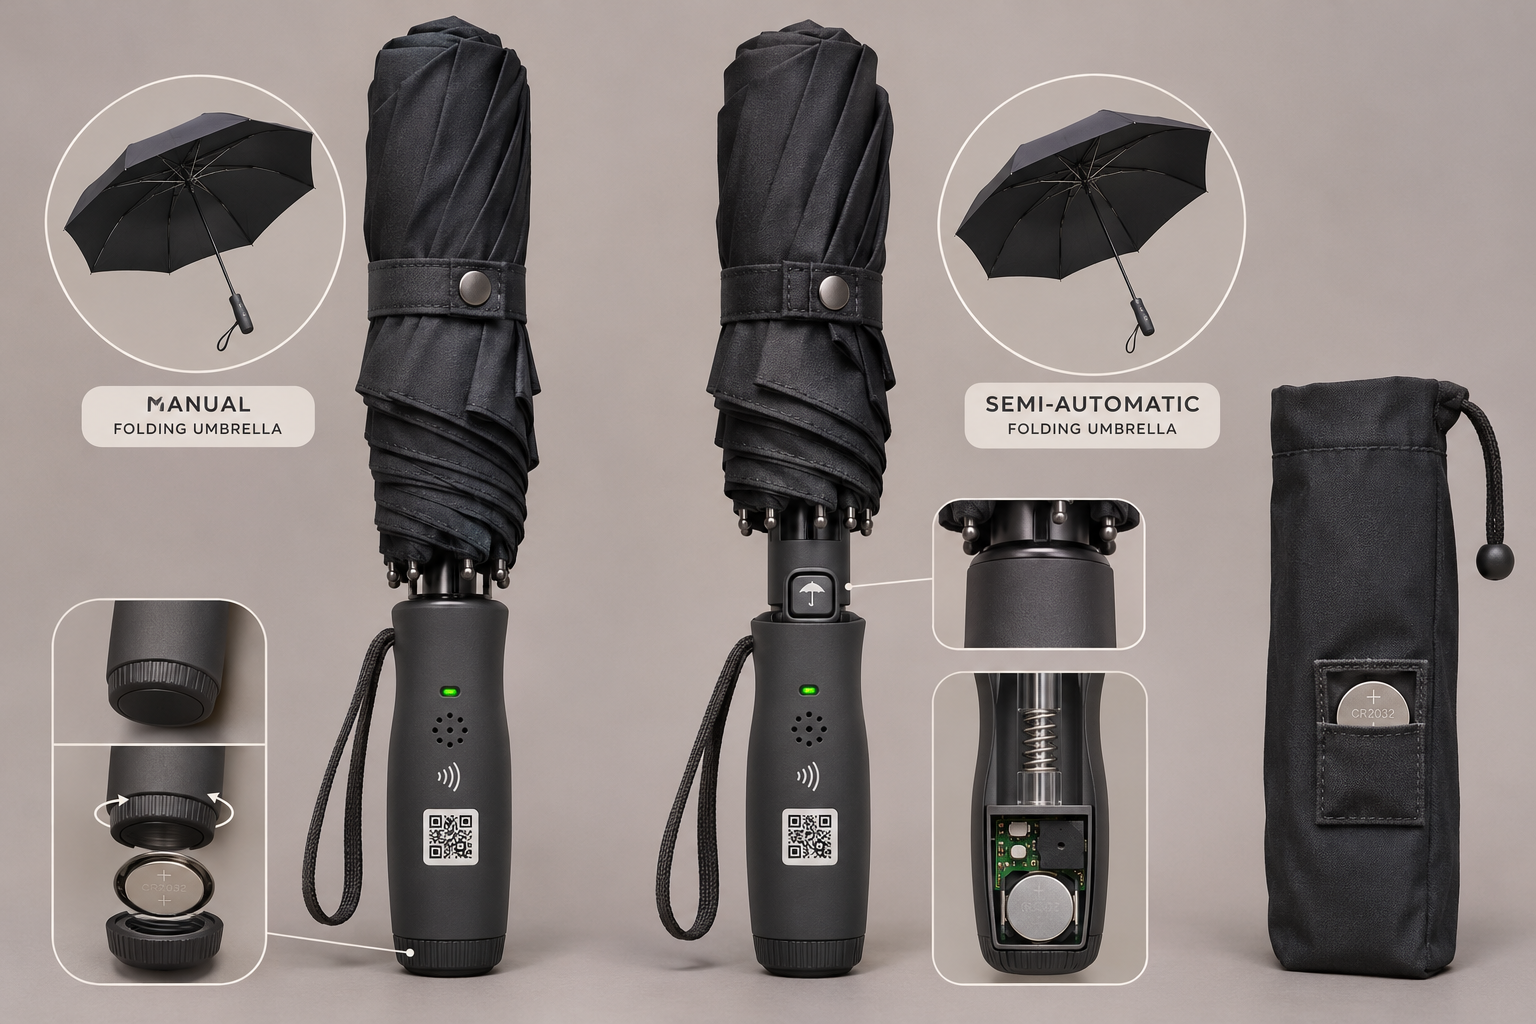 MANUAL
FOLDING UMBRELLA
SEMI-AUTOMATIC
FOLDING UMBRELLA
CR2032
CR2032